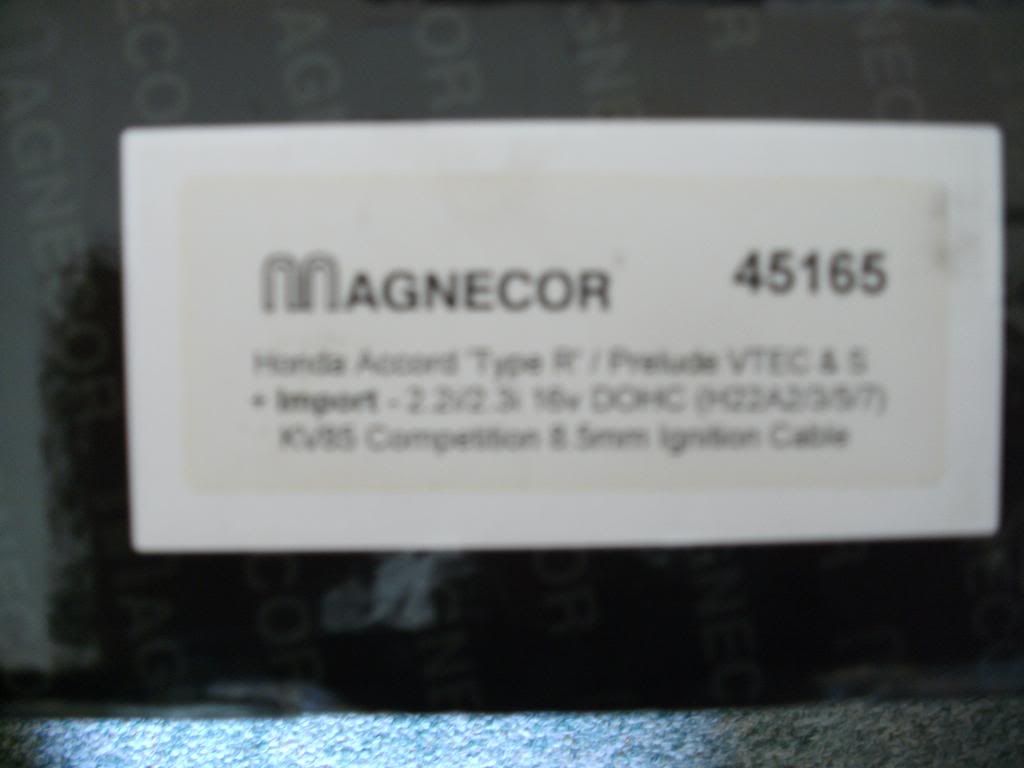 MAGNECOR 45165
Honda Accord 'Type R' / Prelude VTEC & S
• Import - 2.2i/2.3i 16v DOHC (H22A2/3/5/7)
KV85 Competition 8.5mm Ignition Cable